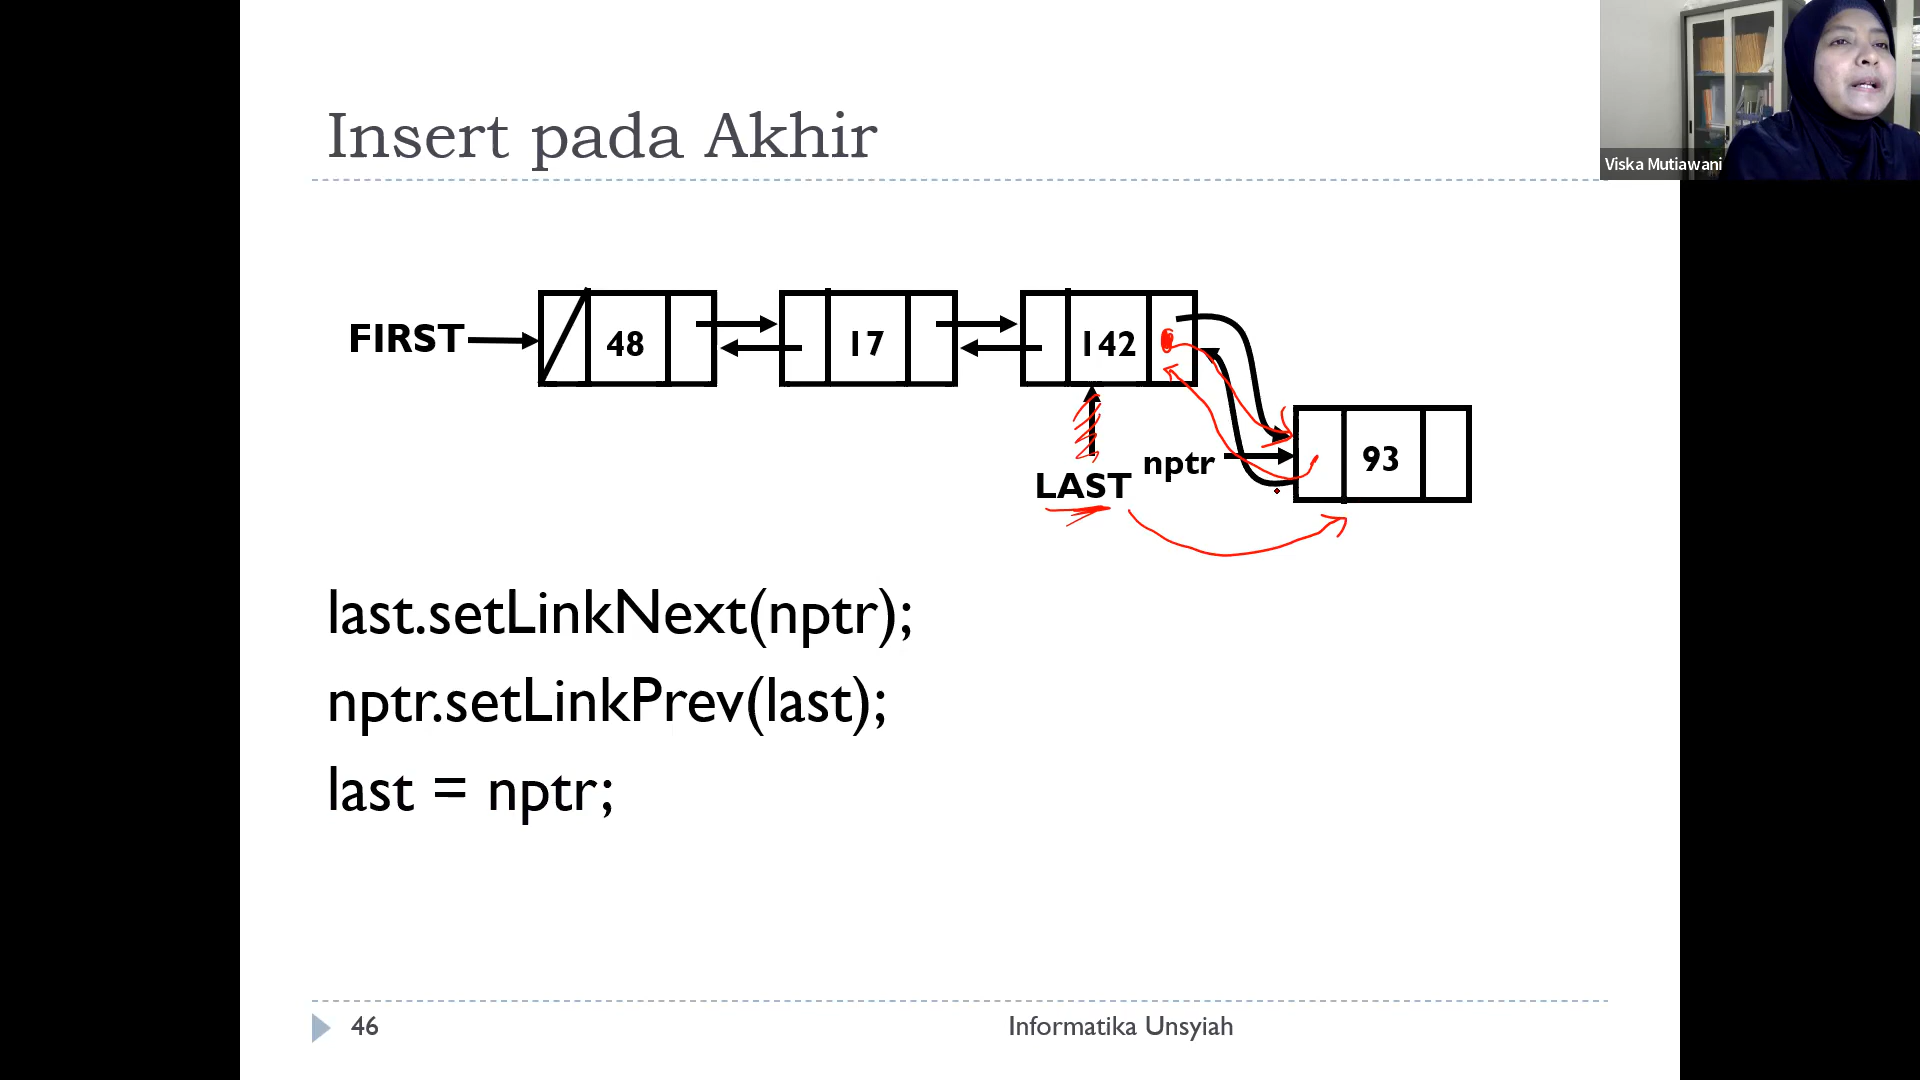 Viska Mutiawani
Insert pada Akhir
FIRST 48 17 142
LAST nptr 93
last.setLinkNext(nptr);
nptr.setLinkPrev(last);
last = nptr;
46 Informatika Unsyiah